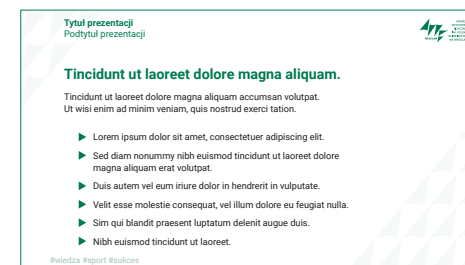 Tytuł prezentacji
Podtytuł prezentacji
Tincidunt ut laoreet dolore magna aliquam.
Tincidunt ut laoreet dolore magna aliquam accumsan volutpat.
Ut wisi enim ad minim veniam, quis nostrud exerci tation.
Lorem ipsum dolor sit amet, consectetuer adipiscing elit.
Sed diam nonummy nibh euismod tincidunt ut laoreet dolore
magna aliquam erat volutpat.
Duis autem vel eum iriure dolor in hendrerit in vulputate.
Velit esse molestie consequat, vel illum dolore eu feugiat nulla.
Sim qui blandit praesent luptatum delenit augue duis.
Nibh euismod tincidunt ut laoreet.
#wiedza #sport #sukces